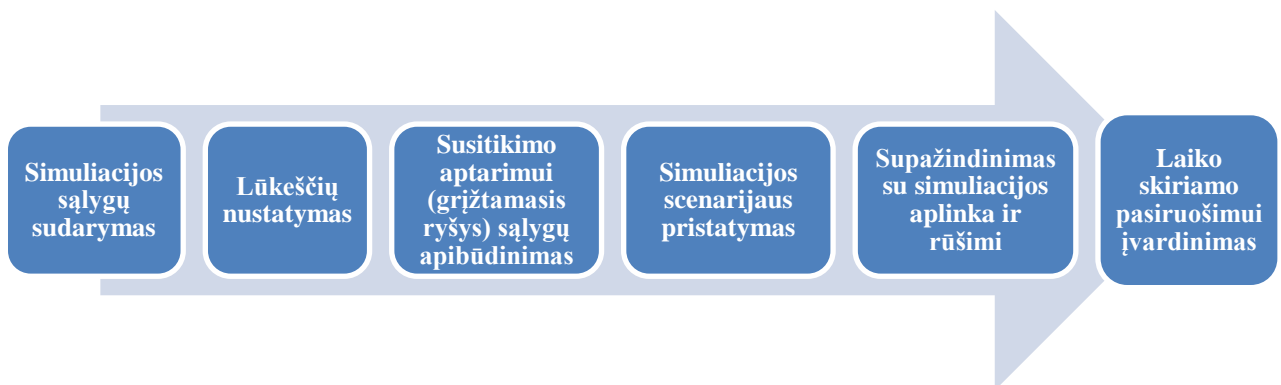 Simuliacijos
sąlygų
sudarymas
Lūkeščių
nustatymas
Susitikimo
aptarimui
(grįžtamasis
ryšys) sąlygų
apibūdinimas
Simuliacijos
scenarijaus
pristatymas
Supažindinimas
su simuliacijos
aplinka ir
rūšimi
Laiko
skiriamo
pasiruošimui
įvardinimas